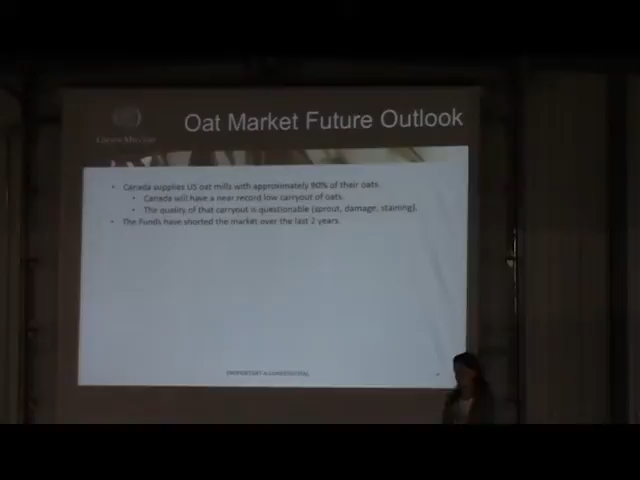 Oat Market Future Outlook
• Canada supplies US oat mills with approximately 90% of their oats.
• Canada will have a near record low carryout of oats.
• The quality of that carryout is questionable (sprout, damage, staining).
• The Funds have shorted the market over the last 2 years.